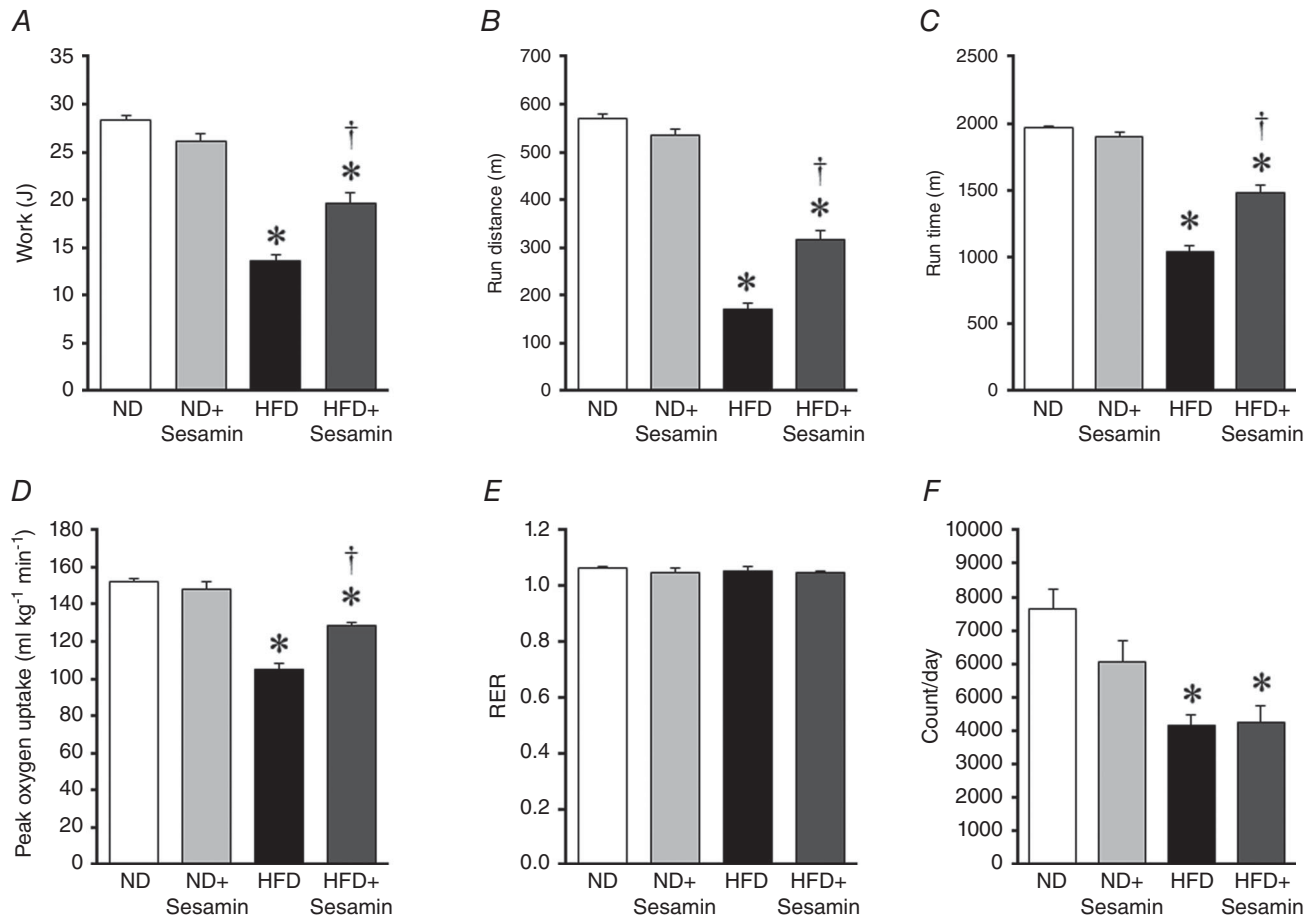 A
Work (J)
35
30
25
20
15
10
5
0
*
†
*
ND
ND+
Sesamin
HFD
HFD+
Sesamin
B
Run distance (m)
700
600
500
400
300
200
100
0
*
†
*
ND
ND+
Sesamin
HFD
HFD+
Sesamin
C
Run time (m)
2500
2000
1500
1000
500
0
*
†
*
ND
ND+
Sesamin
HFD
HFD+
Sesamin
D
Peak oxygen uptake (ml kg⁻¹ min⁻¹)
180
160
140
120
100
80
60
40
20
0
*
†
*
ND
ND+
Sesamin
HFD
HFD+
Sesamin
E
RER
1.2
1.0
0.8
0.6
0.4
0.2
0.0
ND
ND+
Sesamin
HFD
HFD+
Sesamin
F
Count/day
10000
9000
8000
7000
6000
5000
4000
3000
2000
1000
0
*
*
ND
ND+
Sesamin
HFD
HFD+
Sesamin